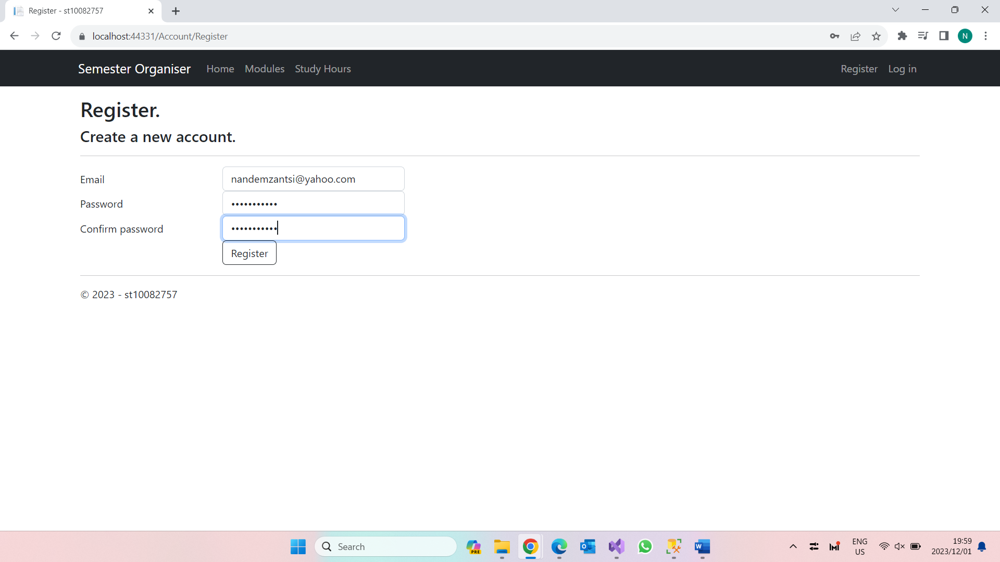 Register - st10082757
localhost:44331/Account/Register
N
Semester Organiser Home Modules Study Hours Register Log in
Register.
Create a new account.
Email nandemzantsi@yahoo.com
Password •••••••••••
Confirm password •••••••••••
Register
© 2023 - st10082757
Search
PRE
ENG
US
19:59
2023/12/01